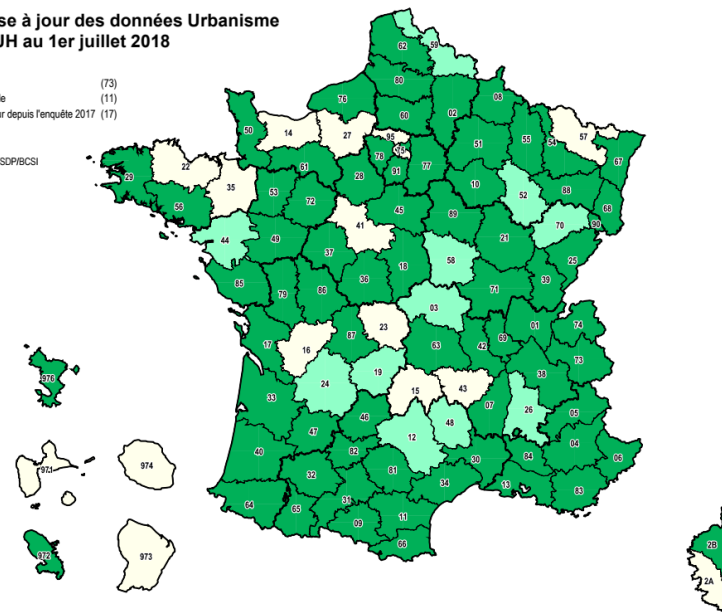 se à jour des données Urbanisme
JH au 1er juillet 2018
(73)
le (11)
r depuis l'enquête 2017 (17)
SDP/BCSI
59
62
80
76 02 08
60
50 14 27 95 51 55 54 57 67
75
78 77
61 91
22 28 10 88
29 35 53 52 68
56 72 45 89 70 90
41
44 49 37 21 25
18 58
36 39
85 79 86 71
03
23 01 74
17 87 69
16 63 42 73
38
19
24 15 43
976 26
33 07 05
46 48
47 12
971 974 40 82 04
30 84 06
32 81
34 13 83
31
64 65 11
09
972 973 66 2B
2A